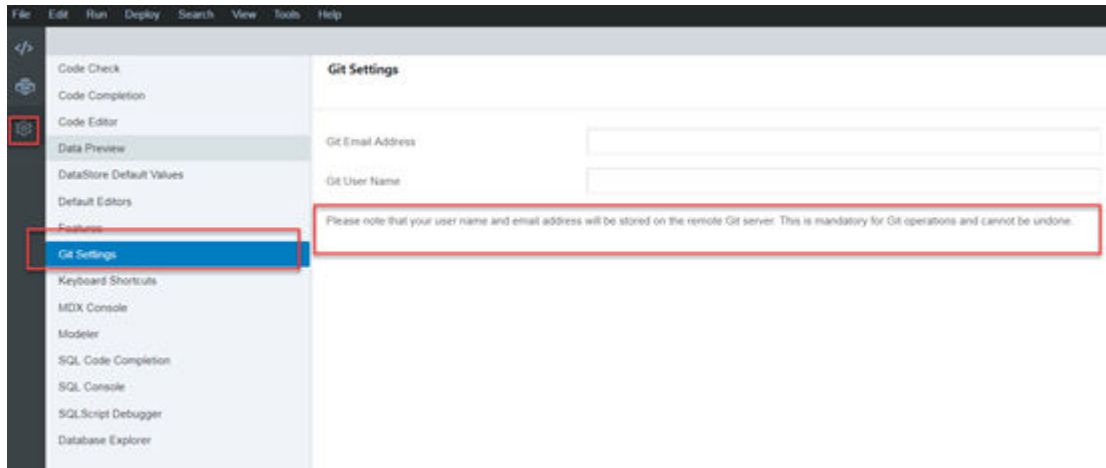 File Edit Run Deploy Search View Tools Help
</>
Code Check
Code Completion
Code Editor
Data Preview
DataStore Default Values
Default Editors
Features
Git Settings
Keyboard Shortcuts
MDX Console
Modeler
SQL Code Completion
SQL Console
SQLScript Debugger
Database Explorer
Git Settings
Git Email Address
Git User Name
Please note that your user name and email address will be stored on the remote Git server. This is mandatory for Git operations and cannot be undone.